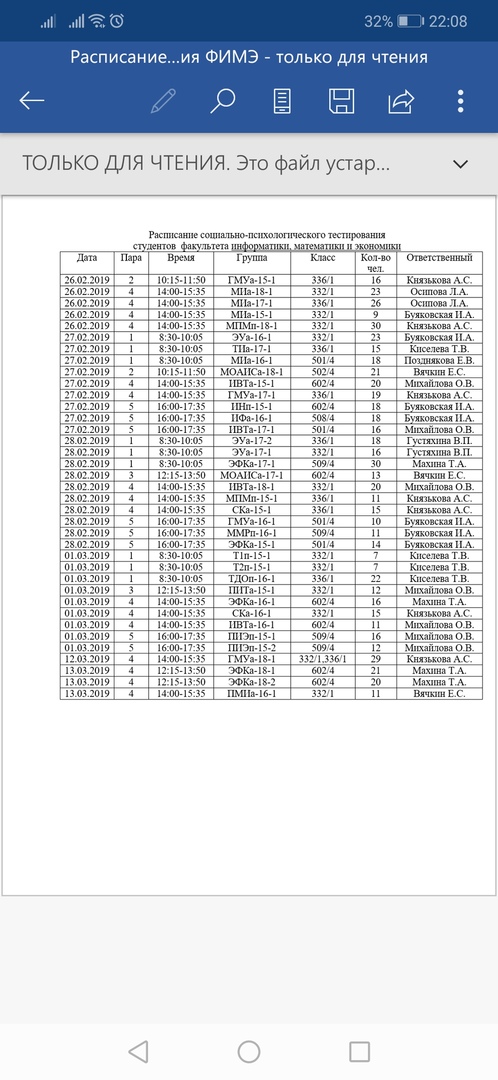 32% 22:08
Расписание...ия ФИМЭ - только для чтения
ТОЛЬКО ДЛЯ ЧТЕНИЯ. Это файл устар...
Расписание социально-психологического тестирования
студентов факультета информатики, математики и экономики
Дата Пара Время Группа Класс Кол-во чел. Ответственный
26.02.2019 2 10:15-11:50 ГМУа-15-1 336/1 16 Князькова А.С.
26.02.2019 4 14:00-15:35 МИа-18-1 332/1 23 Осипова Л.А.
26.02.2019 4 14:00-15:35 МИа-17-1 336/1 26 Осипова Л.А.
26.02.2019 4 14:00-15:35 МИа-15-1 332/1 9 Буяковская И.А.
26.02.2019 4 14:00-15:35 МПМп-18-1 332/1 30 Князькова А.С.
27.02.2019 1 8:30-10:05 ЭУа-16-1 332/1 23 Буяковская И.А.
27.02.2019 1 8:30-10:05 ТИа-17-1 336/1 15 Киселева Т.В.
27.02.2019 1 8:30-10:05 МИа-16-1 501/4 18 Позднякова Е.В.
27.02.2019 2 10:15-11:50 МОАИСа-18-1 502/4 21 Вячкин Е.С.
27.02.2019 4 14:00-15:35 ИВТа-15-1 602/4 20 Михайлова О.В.
27.02.2019 4 14:00-15:35 ГМУа-17-1 336/1 19 Князькова А.С.
27.02.2019 5 16:00-17:35 ИНп-15-1 602/4 18 Буяковская И.А.
27.02.2019 5 16:00-17:35 ИФа-16-1 508/4 18 Буяковская И.А.
27.02.2019 5 16:00-17:35 ИВТа-17-1 501/4 16 Михайлова О.В.
28.02.2019 1 8:30-10:05 ЭУа-17-2 336/1 18 Густяхина В.П.
28.02.2019 1 8:30-10:05 ЭУа-17-1 332/1 16 Густяхина В.П.
28.02.2019 1 8:30-10:05 ЭФКа-17-1 509/4 30 Махина Т.А.
28.02.2019 3 12:15-13:50 МОАИСа-17-1 602/4 13 Вячкин Е.С.
28.02.2019 4 14:00-15:35 ИВТа-18-1 332/1 20 Михайлова О.В.
28.02.2019 4 14:00-15:35 МПМп-15-1 336/1 11 Князькова А.С.
28.02.2019 4 14:00-15:35 СКа-15-1 336/1 15 Князькова А.С.
28.02.2019 5 16:00-17:35 ГМУа-16-1 501/4 10 Буяковская И.А.
28.02.2019 5 16:00-17:35 ММРп-16-1 509/4 11 Буяковская И.А.
28.02.2019 5 16:00-17:35 ЭФКа-15-1 501/4 14 Буяковская И.А.
01.03.2019 1 8:30-10:05 Т1п-15-1 332/1 7 Киселева Т.В.
01.03.2019 1 8:30-10:05 Т2п-15-1 332/1 7 Киселева Т.В.
01.03.2019 1 8:30-10:05 ТДОп-16-1 336/1 22 Киселева Т.В.
01.03.2019 3 12:15-13:50 ПИТа-15-1 332/1 12 Михайлова О.В.
01.03.2019 4 14:00-15:35 ЭФКа-16-1 602/4 16 Махина Т.А.
01.03.2019 4 14:00-15:35 СКа-16-1 332/1 15 Князькова А.С.
01.03.2019 4 14:00-15:35 ИВТа-16-1 602/4 11 Михайлова О.В.
01.03.2019 5 16:00-17:35 ПИЭп-15-1 509/4 16 Михайлова О.В.
01.03.2019 5 16:00-17:35 ПИЭп-15-2 509/4 12 Михайлова О.В.
12.03.2019 4 14:00-15:35 ГМУа-18-1 332/1,336/1 29 Князькова А.С.
13.03.2019 4 12:15-13:50 ЭФКа-18-1 602/4 21 Махина Т.А.
13.03.2019 4 12:15-13:50 ЭФКа-18-2 602/4 20 Махина Т.А.
13.03.2019 4 14:00-15:35 ПМИа-16-1 332/1 11 Вячкин Е.С.